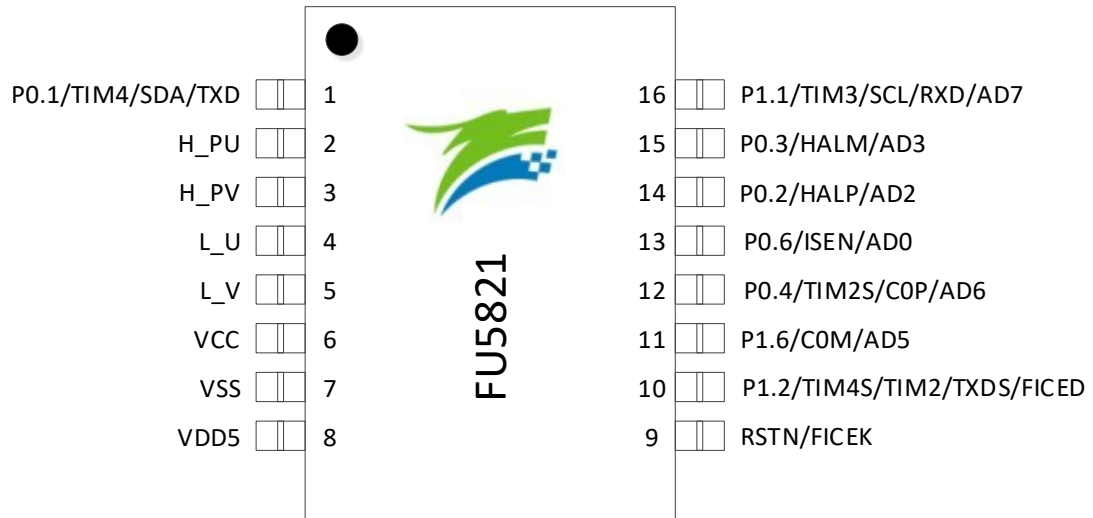 P0.1/TIM4/SDA/TXD 1 16 P1.1/TIM3/SCL/RXD/AD7
H_PU 2 15 P0.3/HALM/AD3
H_PV 3 14 P0.2/HALP/AD2
L_U 4 13 P0.6/ISEN/AD0
L_V 5 12 P0.4/TIM2S/C0P/AD6
VCC 6 11 P1.6/C0M/AD5
VSS 7 10 P1.2/TIM4S/TIM2/TXDS/FICED
VDD5 8 9 RSTN/FICEK
FU5821